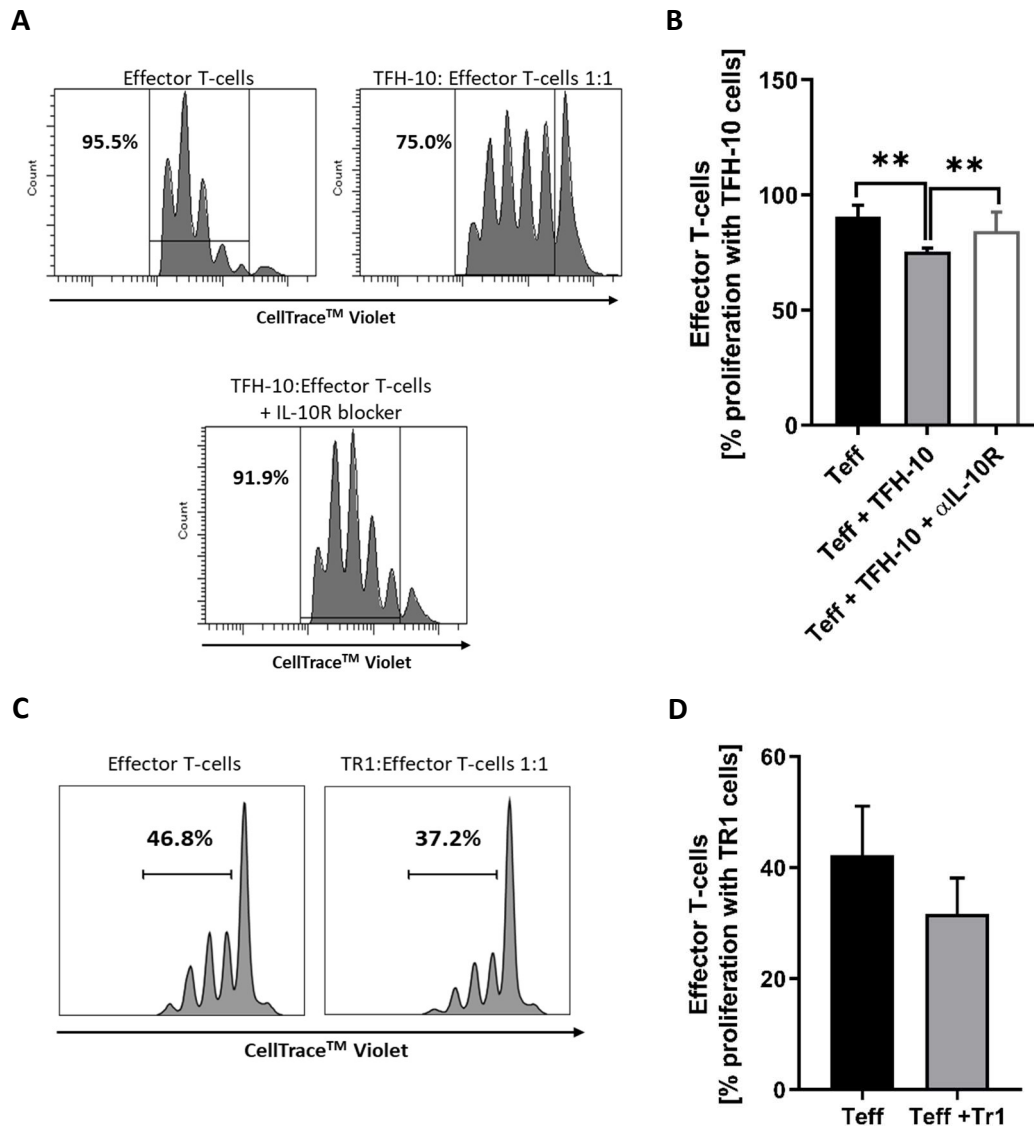 A
Effector T-cells
95.5%
Count
TFH-10: Effector T-cells 1:1
75.0%
Count
CellTrace™ Violet
TFH-10:Effector T-cells
+ IL-10R blocker
91.9%
Count
CellTrace™ Violet
B
Effector T-cells
[% proliferation with TFH-10 cells]
150
100
50
0
**
**
Teff
Teff + TFH-10
Teff + TFH-10 + αIL-10R
C
Effector T-cells
46.8%
TR1:Effector T-cells 1:1
37.2%
CellTrace™ Violet
D
Effector T-cells
[% proliferation with TR1 cells]
60
40
20
0
Teff
Teff +Tr1